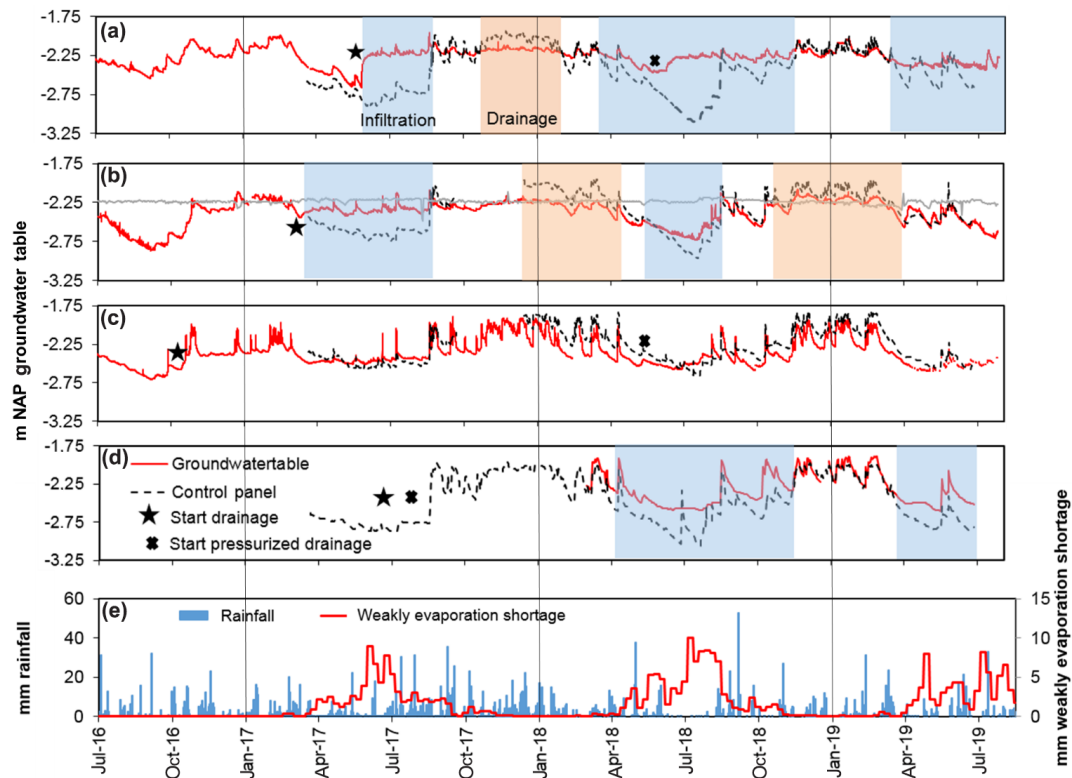 m NAP groundwater table
(a)
-1.75
-2.25
-2.75
-3.25
Infiltration
Drainage
(b)
-1.75
-2.25
-2.75
-3.25
(c)
-1.75
-2.25
-2.75
-3.25
(d)
-1.75
-2.25
-2.75
-3.25
Groundwatertable
Control panel
Start drainage
Start pressurized drainage
(e)
mm rainfall
60
40
20
0
Rainfall
Weakly evaporation shortage
15
10
5
0
mm weakly evaporation shortage
Jul-16
Oct-16
Jan-17
Apr-17
Jul-17
Oct-17
Jan-18
Apr-18
Jul-18
Oct-18
Jan-19
Apr-19
Jul-19